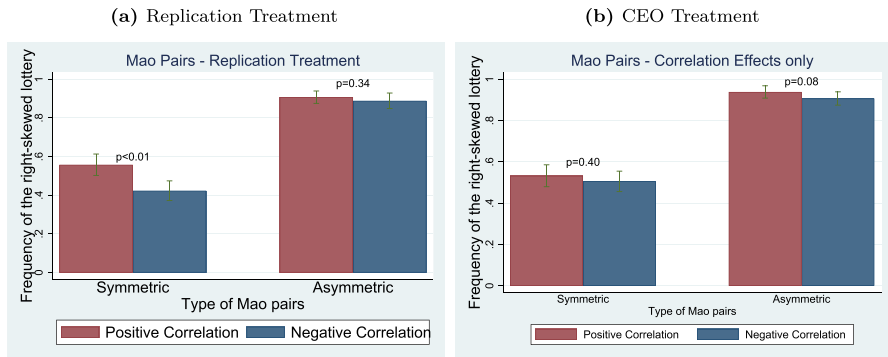 (a) Replication Treatment
Mao Pairs - Replication Treatment
Frequency of the right-skewed lottery
1
.8
.6
.4
.2
0
p<0.01
p=0.34
Symmetric
Asymmetric
Type of Mao pairs
Positive Correlation
Negative Correlation
(b) CEO Treatment
Mao Pairs - Correlation Effects only
Frequency of the right-skewed lottery
1
.8
.6
.4
.2
0
p=0.40
p=0.08
Symmetric
Asymmetric
Type of Mao pairs
Positive Correlation
Negative Correlation